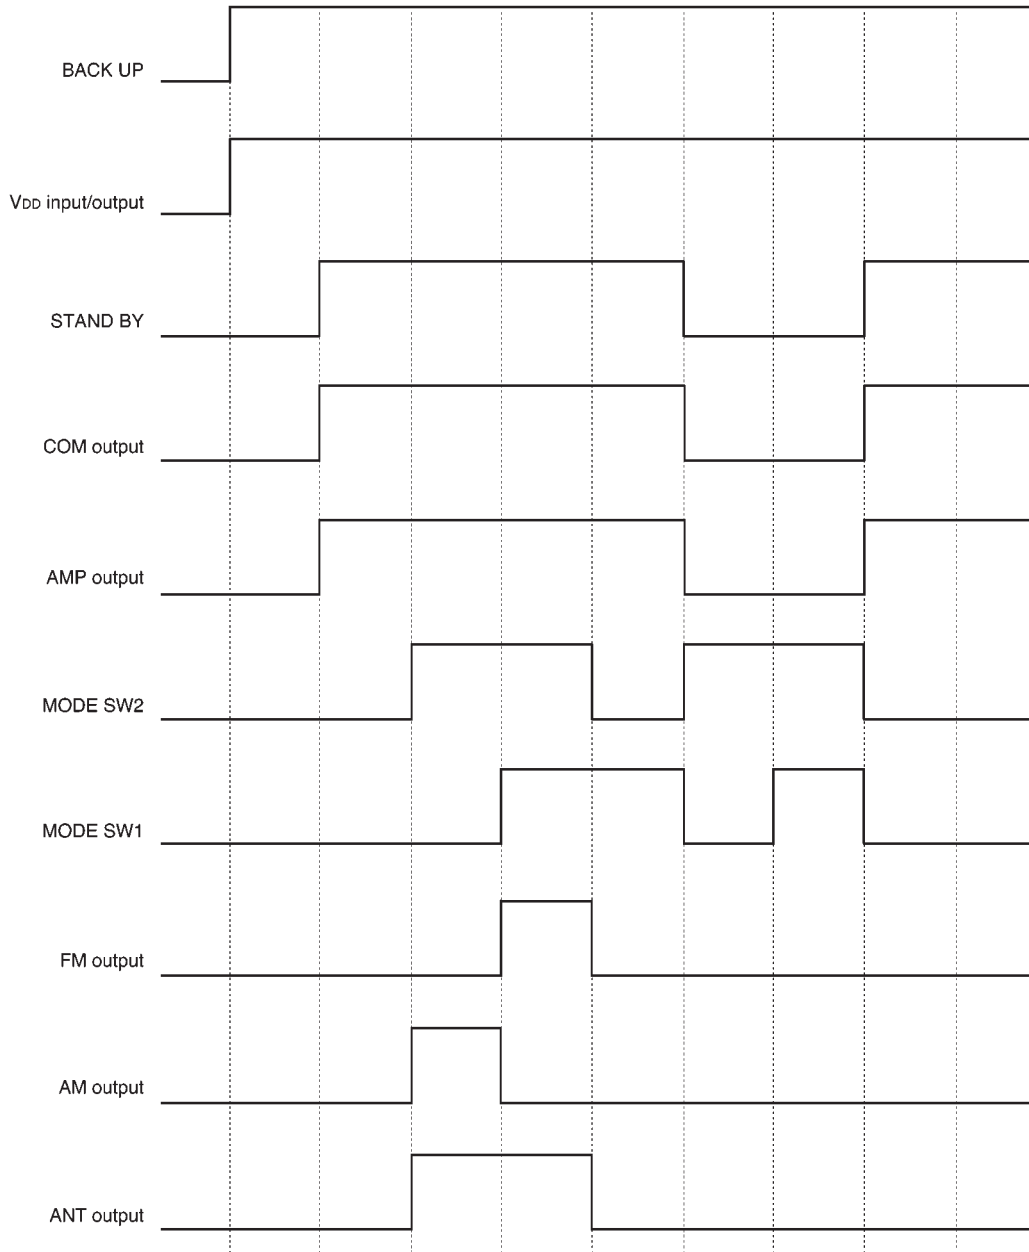 BACK UP
VDD input/output
STAND BY
COM output
AMP output
MODE SW2
MODE SW1
FM output
AM output
ANT output